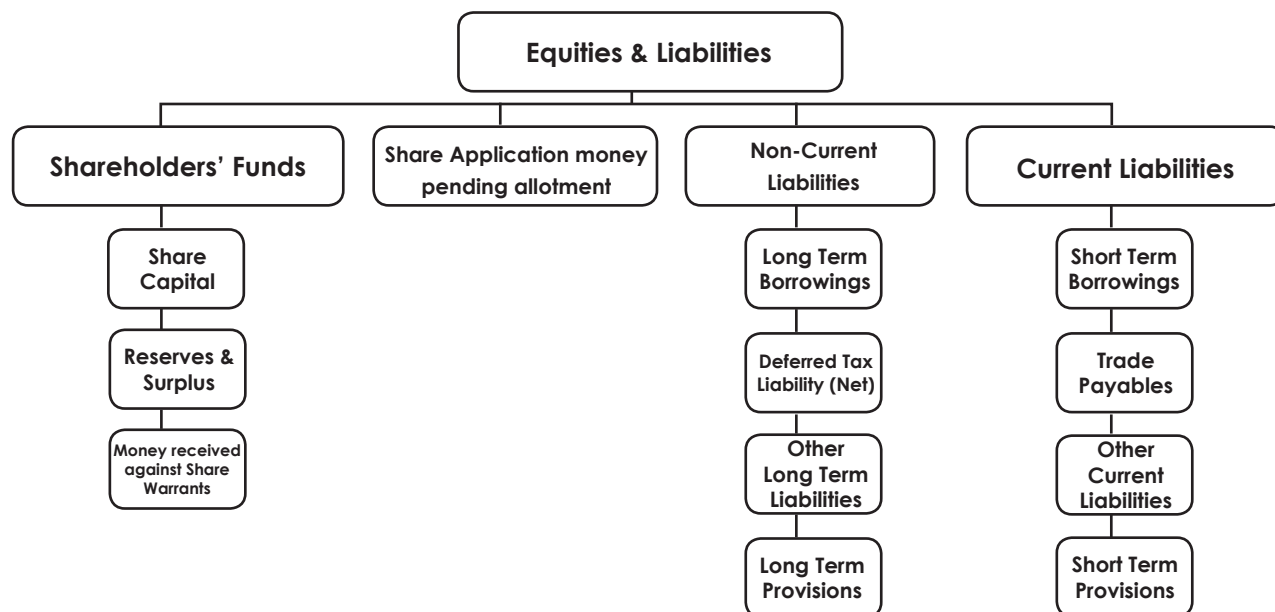 Equities & Liabilities
Shareholders’ Funds
Share Application money
pending allotment
Non-Current
Liabilities
Current Liabilities
Share
Capital
Reserves &
Surplus
Money received
against Share
Warrants
Long Term
Borrowings
Deferred Tax
Liability (Net)
Other
Long Term
Liabilities
Long Term
Provisions
Short Term
Borrowings
Trade
Payables
Other
Current
Liabilities
Short Term
Provisions